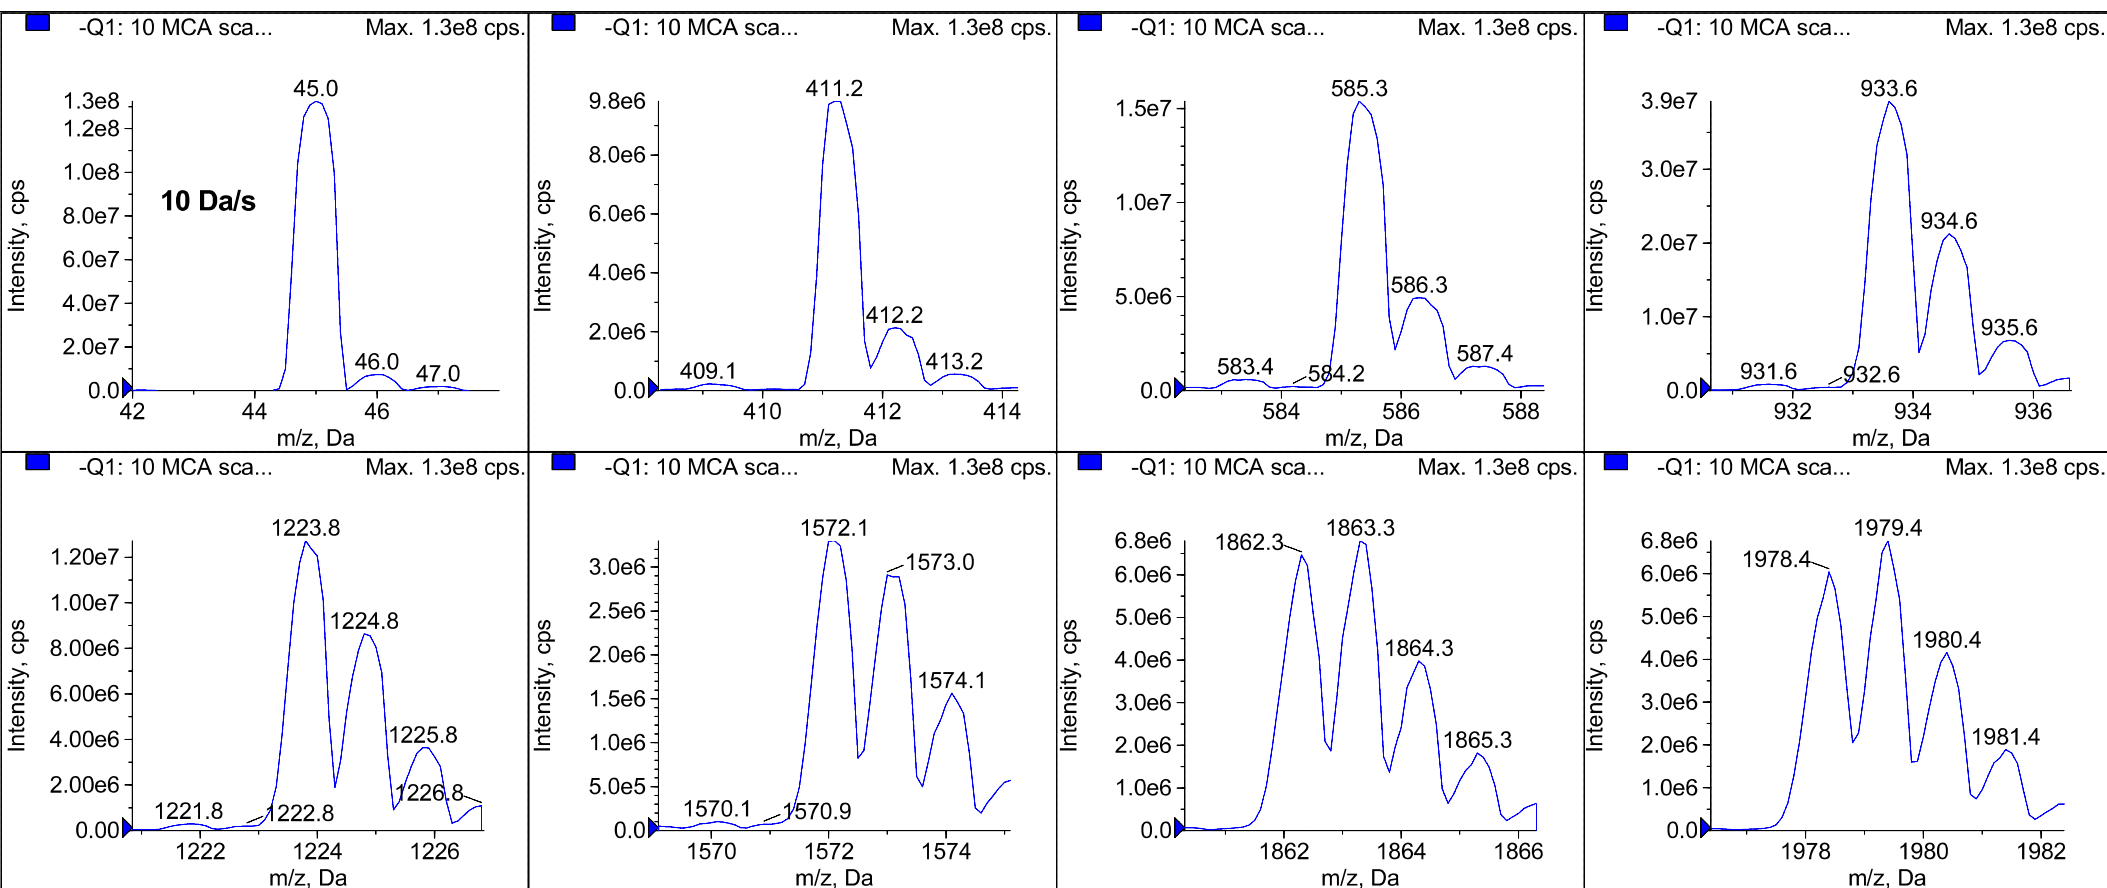 -Q1: 10 MCA sca... Max. 1.3e8 cps.
45.0
1.3e8
1.2e8
1.0e8
10 Da/s
8.0e7
6.0e7
4.0e7
2.0e7
0.0
46.0
47.0
42 44 46
m/z, Da
Intensity, cps
-Q1: 10 MCA sca... Max. 1.3e8 cps.
411.2
9.8e6
8.0e6
6.0e6
4.0e6
2.0e6
0.0
412.2
409.1
413.2
410 412 414
m/z, Da
Intensity, cps
-Q1: 10 MCA sca... Max. 1.3e8 cps.
585.3
1.5e7
1.0e7
5.0e6
0.0
586.3
587.4
583.4
584.2
584 586 588
m/z, Da
Intensity, cps
-Q1: 10 MCA sca... Max. 1.3e8 cps.
933.6
3.9e7
3.0e7
2.0e7
1.0e7
0.0
934.6
935.6
931.6
932.6
932 934 936
m/z, Da
Intensity, cps
-Q1: 10 MCA sca... Max. 1.3e8 cps.
1223.8
1.20e7
1.00e7
8.00e6
6.00e6
4.00e6
2.00e6
0.00
1224.8
1225.8
1226.8
1221.8
1222.8
1222 1224 1226
m/z, Da
Intensity, cps
-Q1: 10 MCA sca... Max. 1.3e8 cps.
1572.1
1573.0
3.0e6
2.5e6
2.0e6
1.5e6
1.0e6
5.0e5
0.0
1574.1
1570.1
1570.9
1570 1572 1574
m/z, Da
Intensity, cps
-Q1: 10 MCA sca... Max. 1.3e8 cps.
1862.3
1863.3
6.8e6
6.0e6
5.0e6
4.0e6
3.0e6
2.0e6
1.0e6
0.0
1864.3
1865.3
1862 1864 1866
m/z, Da
Intensity, cps
-Q1: 10 MCA sca... Max. 1.3e8 cps.
1979.4
1978.4
6.8e6
6.0e6
5.0e6
4.0e6
3.0e6
2.0e6
1.0e6
0.0
1980.4
1981.4
1978 1980 1982
m/z, Da
Intensity, cps